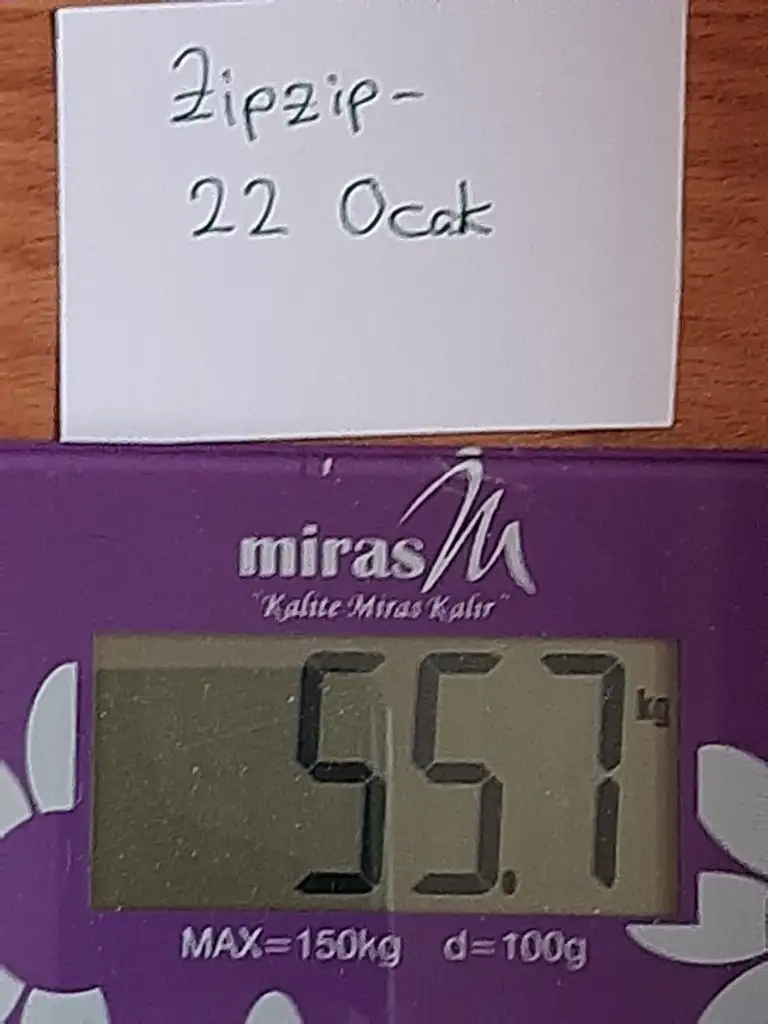 Zipzip-
22 Ocak
miras
"Kalite Miras Kalır"
55.7 kg
MAX=150kg d=100g